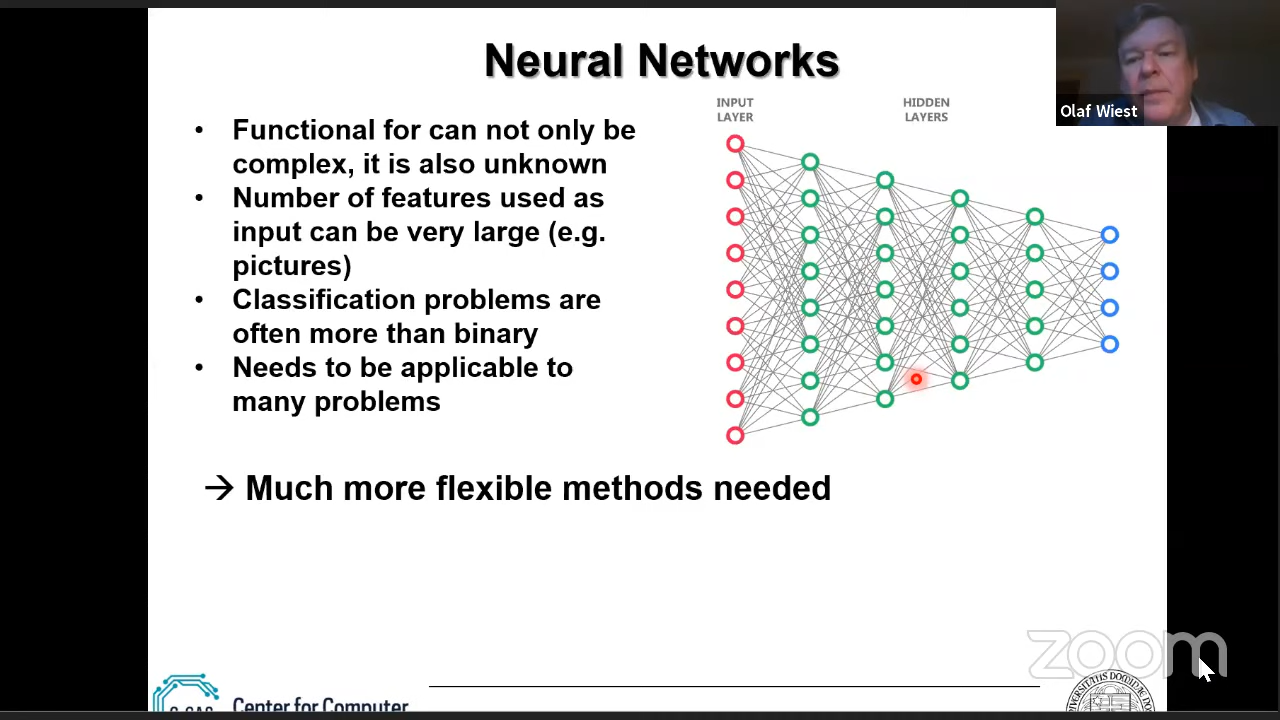 Neural Networks
Olaf Wiest
INPUT
LAYER
HIDDEN
LAYERS
• Functional for can not only be
complex, it is also unknown
• Number of features used as
input can be very large (e.g.
pictures)
• Classification problems are
often more than binary
• Needs to be applicable to
many problems
→ Much more flexible methods needed
zoom
Center for Computer